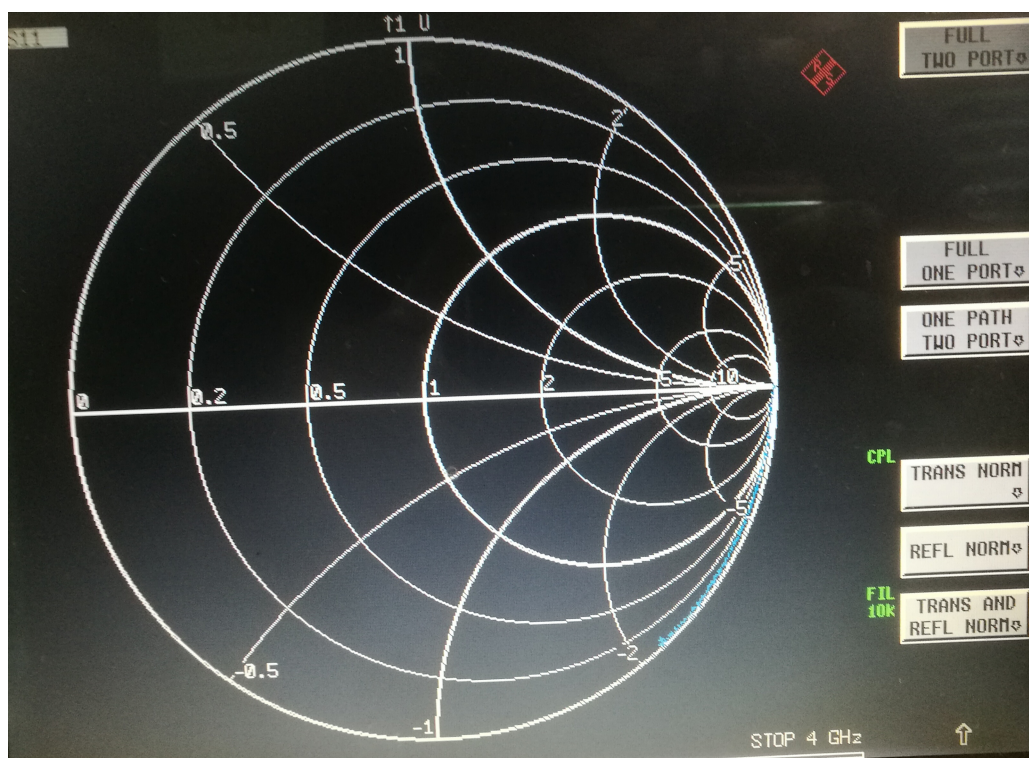 S11
↑1 U
1
0.5
2
5
0
0.2
0.5
1
2
5
10
-5
-2
-0.5
-1
R
S
FULL
TWO PORT
FULL
ONE PORT
ONE PATH
TWO PORT
CPL
TRANS NORM
REFL NORM
FIL
10k
TRANS AND
REFL NORM
STOP 4 GHz